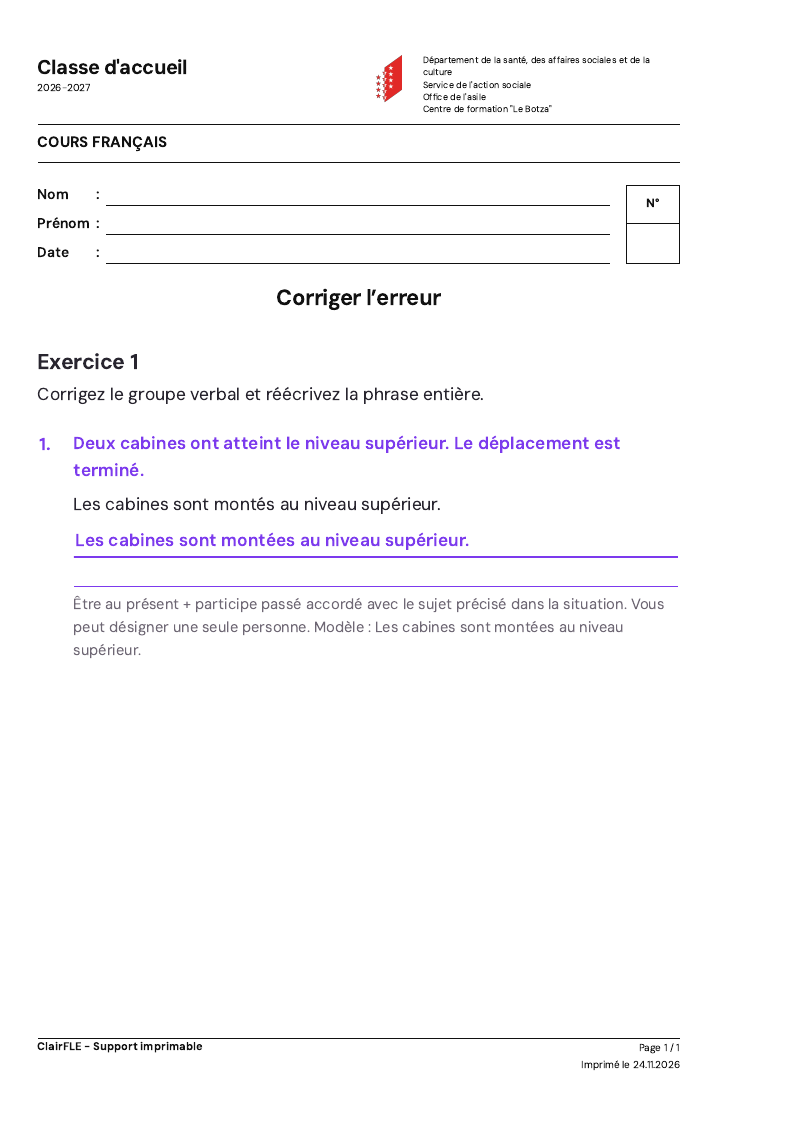 Classe d'accueil
2026-2027
Département de la santé, des affaires sociales et de la
culture
Service de l'action sociale
Office de l'asile
Centre de formation "Le Botza"
COURS FRANÇAIS
Nom :
Prénom :
Date :
N°
Corriger l’erreur
Exercice 1
Corrigez le groupe verbal et réécrivez la phrase entière.
1. Deux cabines ont atteint le niveau supérieur. Le déplacement est
terminé.
Les cabines sont montés au niveau supérieur.
Les cabines sont montées au niveau supérieur.
Être au présent + participe passé accordé avec le sujet précisé dans la situation. Vous
peut désigner une seule personne. Modèle : Les cabines sont montées au niveau
supérieur.
ClairFLE - Support imprimable
Page 1 / 1
Imprimé le 24.11.2026